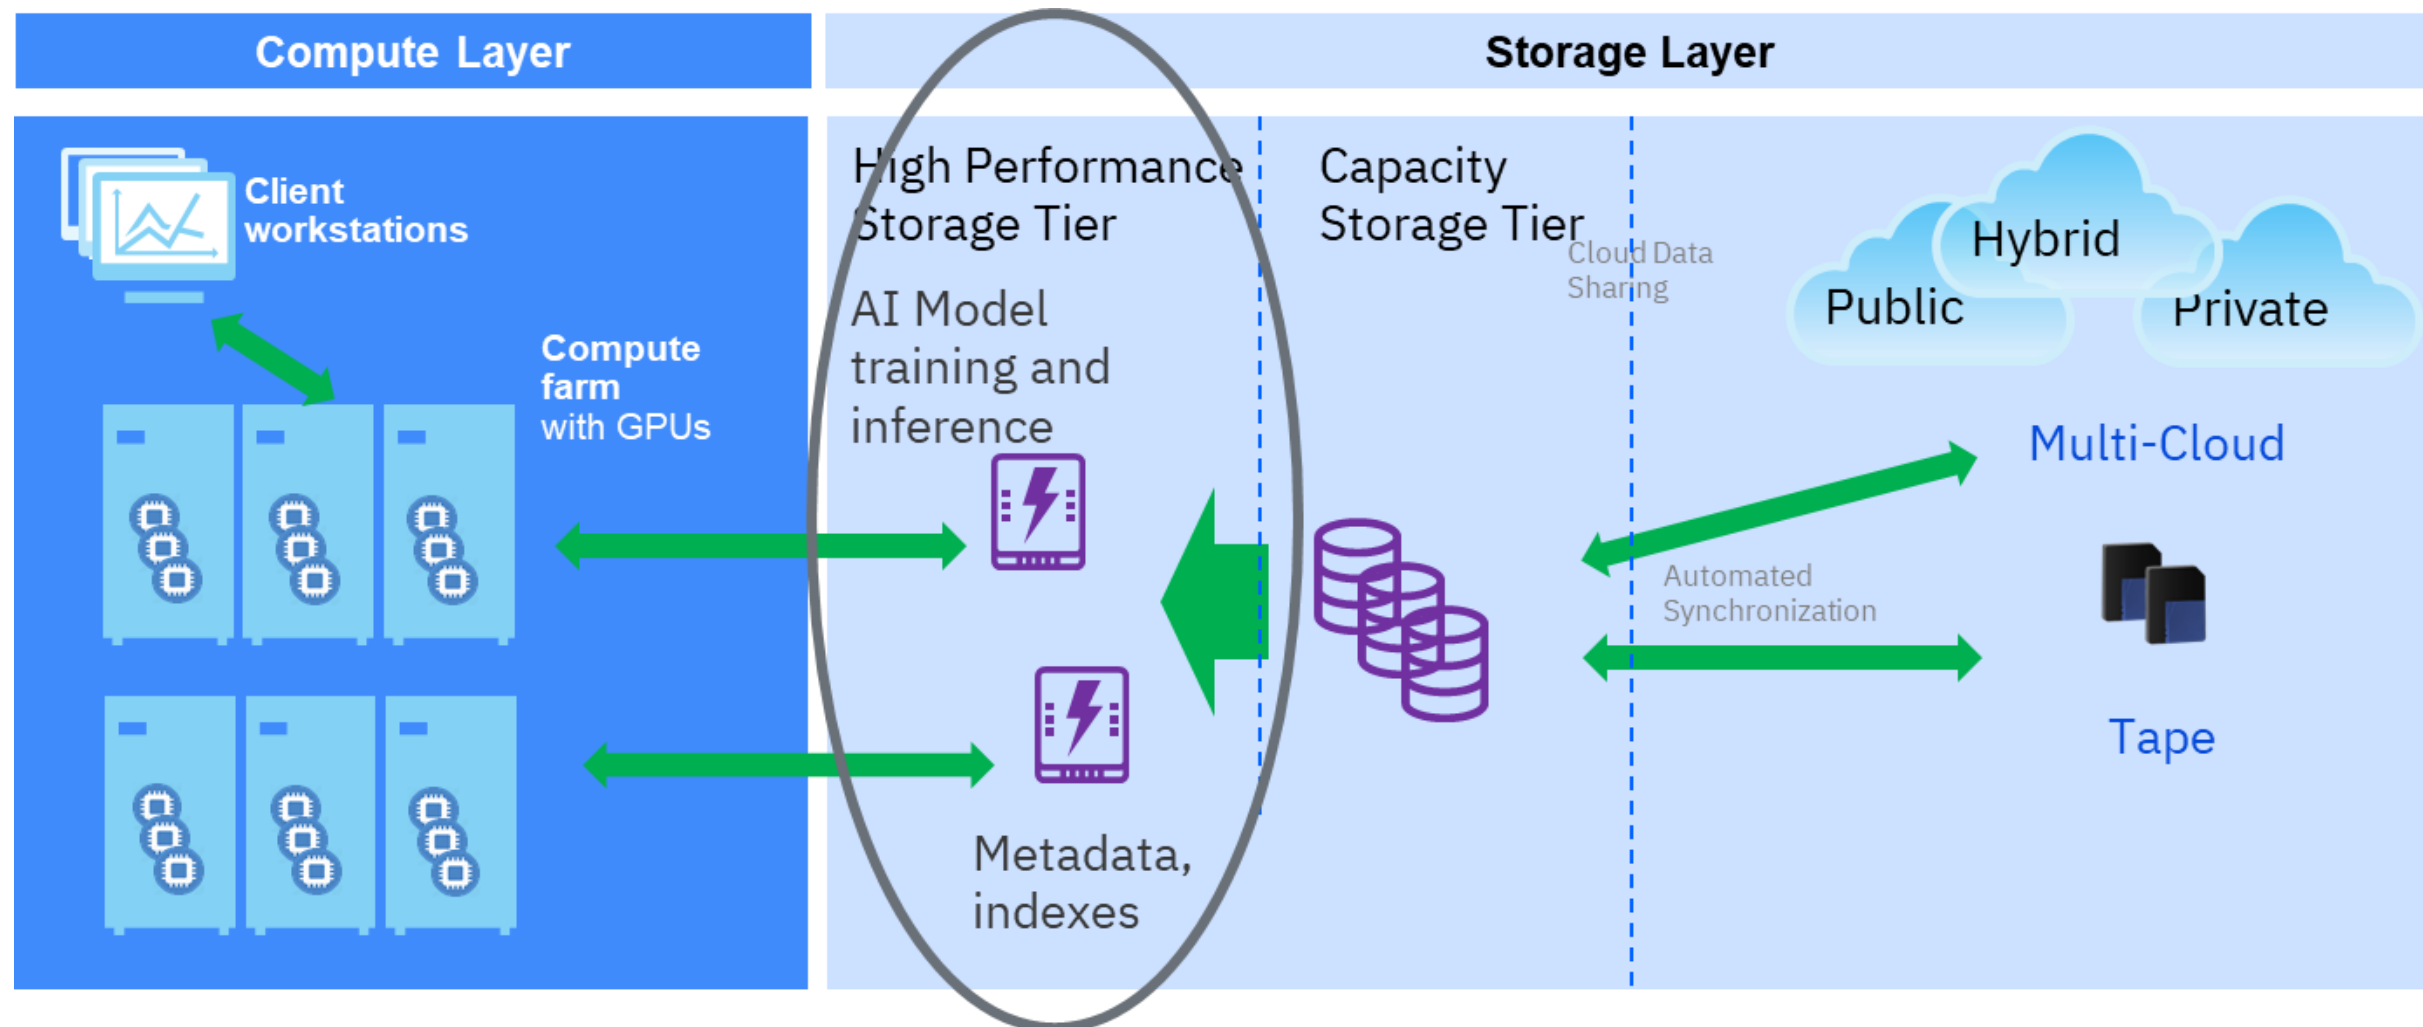 Compute Layer
Storage Layer
Client
workstations
Compute
farm
with GPUs
High Performance
Storage Tier
AI Model
training and
inference
Metadata,
indexes
Capacity
Storage Tier
Cloud Data
Sharing
Automated
Synchronization
Hybrid
Public
Private
Multi-Cloud
Tape